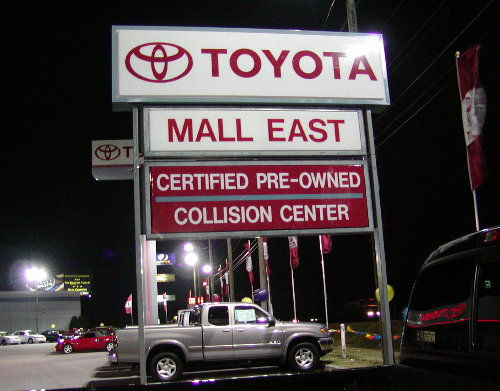 TOYOTA
MALL EAST
CERTIFIED PRE-OWNED
COLLISION CENTER
T